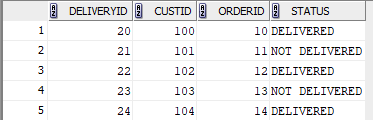 DELIVERYID CUSTID ORDERID STATUS
1 20 100 10 DELIVERED
2 21 101 11 NOT DELIVERED
3 22 102 12 DELIVERED
4 23 103 13 NOT DELIVERED
5 24 104 14 DELIVERED